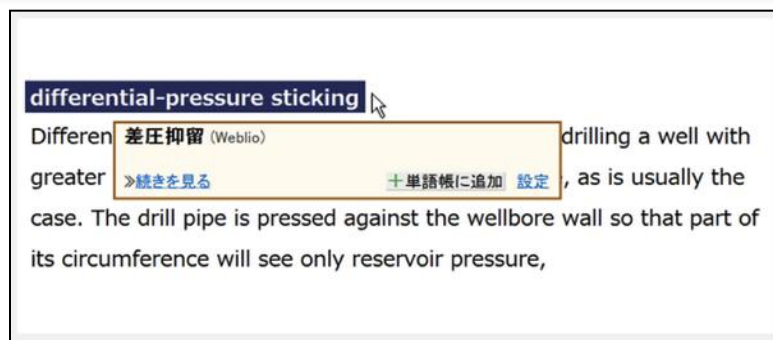 differential-pressure sticking
Differen 差圧抑留 (Weblio) drilling a well with
greater »続きを見る +単語帳に追加 設定 , as is usually the
case. The drill pipe is pressed against the wellbore wall so that part of
its circumference will see only reservoir pressure,